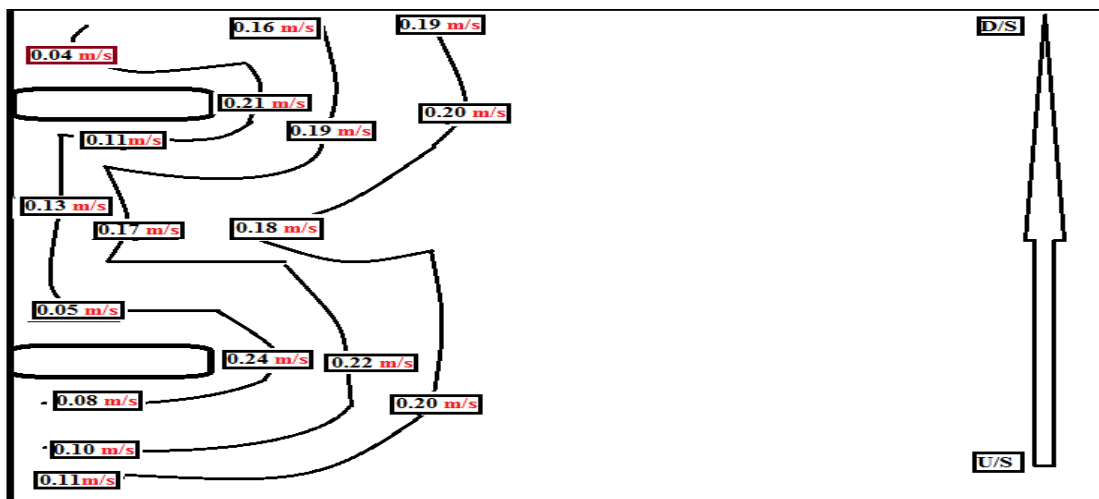 0.16 m/s
0.19 m/s
D/S
0.04 m/s
0.21 m/s
0.20 m/s
0.11m/s
0.19 m/s
0.13 m/s
0.17 m/s
0.18 m/s
0.05 m/s
0.24 m/s
0.22 m/s
0.08 m/s
0.20 m/s
0.10 m/s
U/S
0.11m/s